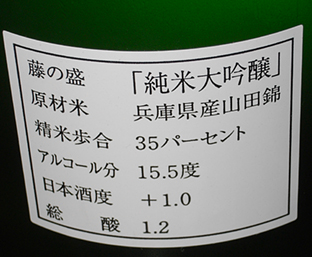 藤の盛 「純米大吟醸」
原材米 兵庫県産山田錦
精米歩合 35パーセント
アルコール分 15.5度
日本酒度 +1.0
総酸 1.2